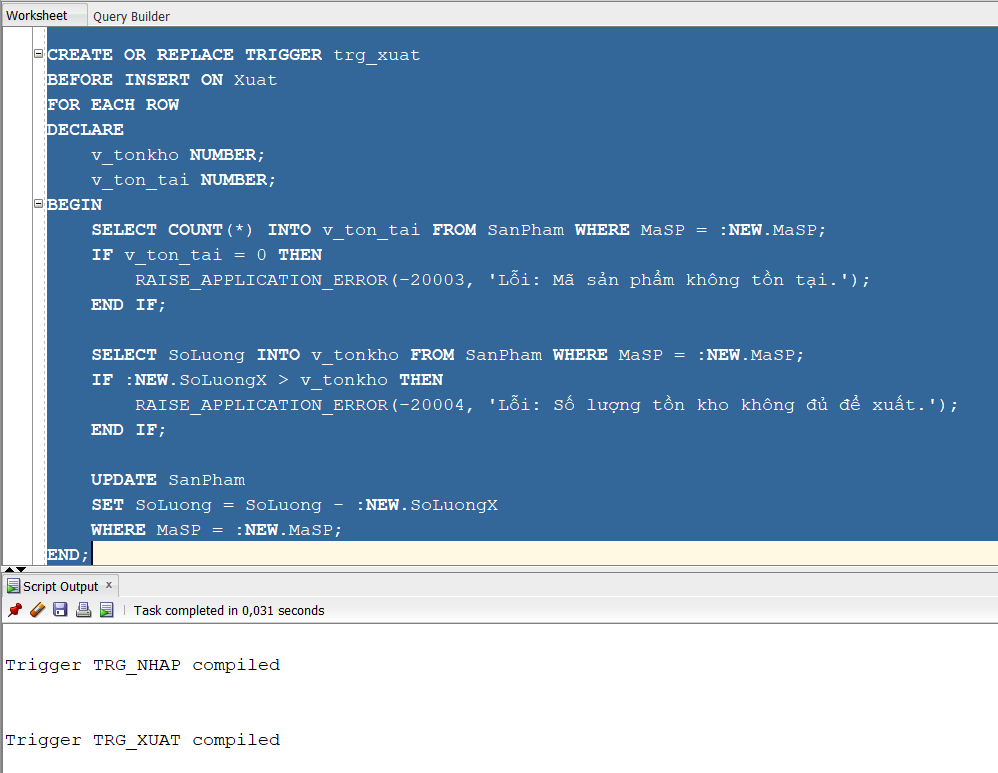 Worksheet Query Builder
CREATE OR REPLACE TRIGGER trg_xuat
BEFORE INSERT ON Xuat
FOR EACH ROW
DECLARE
    v_tonkho NUMBER;
    v_ton_tai NUMBER;
BEGIN
    SELECT COUNT(*) INTO v_ton_tai FROM SanPham WHERE MaSP = :NEW.MaSP;
    IF v_ton_tai = 0 THEN
        RAISE_APPLICATION_ERROR(-20003, 'Lỗi: Mã sản phẩm không tồn tại.');
    END IF;
    SELECT SoLuong INTO v_tonkho FROM SanPham WHERE MaSP = :NEW.MaSP;
    IF :NEW.SoLuongX > v_tonkho THEN
        RAISE_APPLICATION_ERROR(-20004, 'Lỗi: Số lượng tồn kho không đủ để xuất.');
    END IF;
    UPDATE SanPham
    SET SoLuong = SoLuong - :NEW.SoLuongX
    WHERE MaSP = :NEW.MaSP;
END;
Script Output ×
Task completed in 0,031 seconds
Trigger TRG_NHAP compiled
Trigger TRG_XUAT compiled